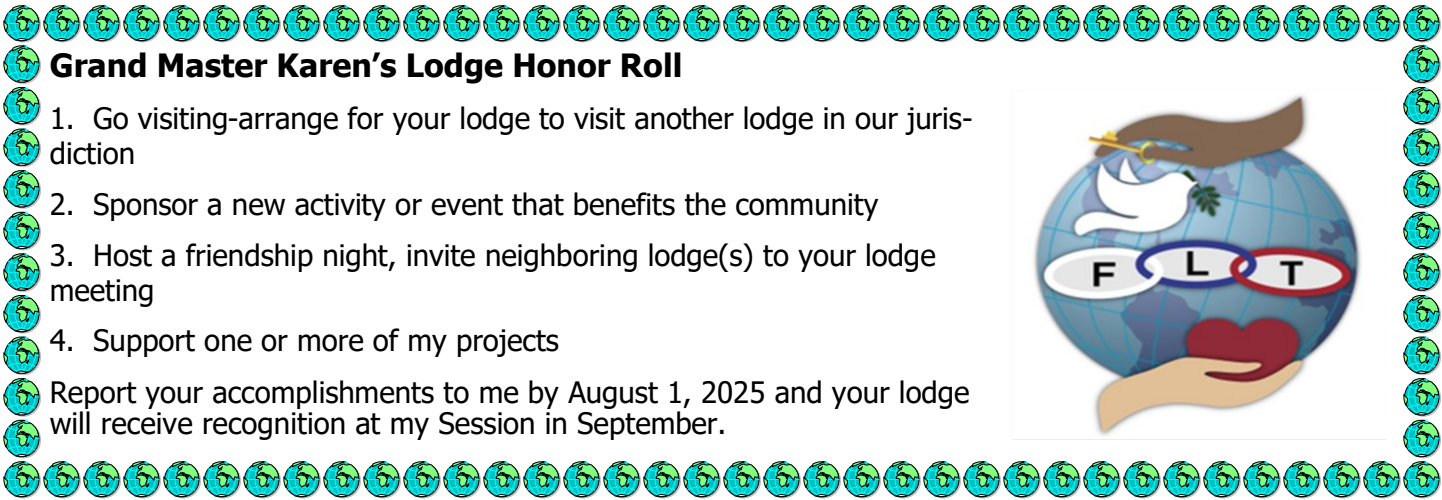 Grand Master Karen’s Lodge Honor Roll
1. Go visiting-arrange for your lodge to visit another lodge in our juris-
diction
2. Sponsor a new activity or event that benefits the community
3. Host a friendship night, invite neighboring lodge(s) to your lodge
meeting
4. Support one or more of my projects
Report your accomplishments to me by August 1, 2025 and your lodge
will receive recognition at my Session in September.
F L T